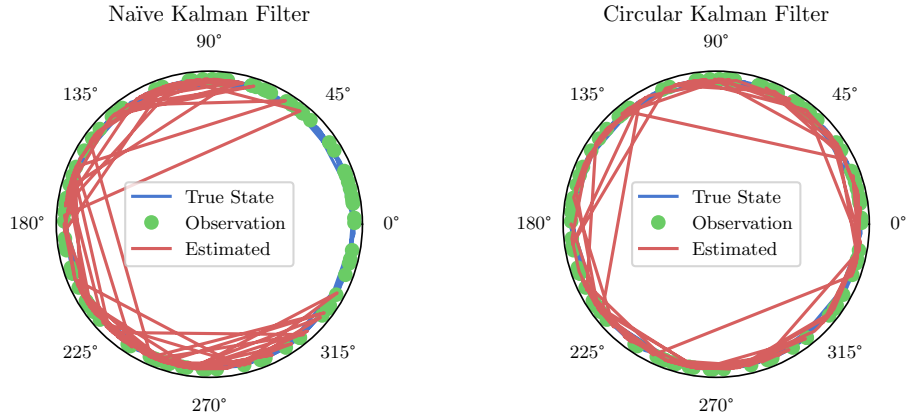 Naïve Kalman Filter
90°
135°
45°
180°
0°
225°
315°
270°
True State
Observation
Estimated
Circular Kalman Filter
90°
135°
45°
180°
0°
225°
315°
270°
True State
Observation
Estimated